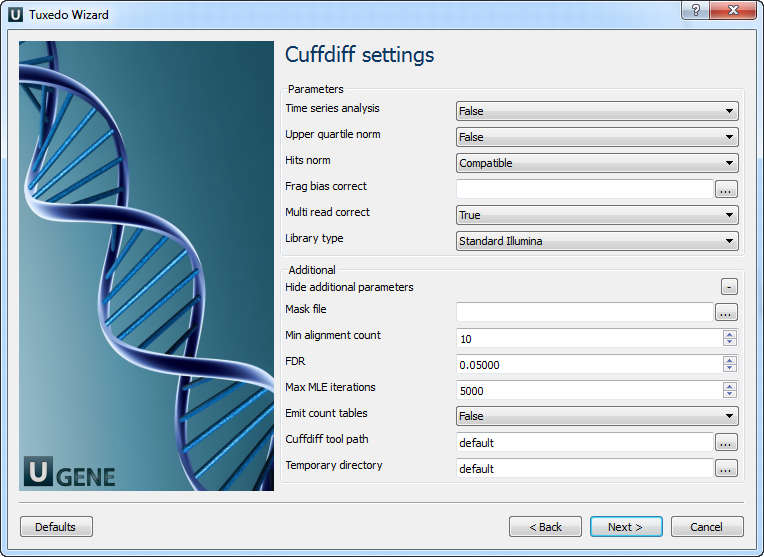 U Tuxedo Wizard
? X
Cuffdiff settings
Parameters
Time series analysis False
Upper quartile norm False
Hits norm Compatible
Frag bias correct ...
Multi read correct True
Library type Standard Illumina
Additional
Hide additional parameters -
Mask file ...
Min alignment count 10
FDR 0.05000
Max MLE iterations 5000
Emit count tables False
Cuffdiff tool path default ...
Temporary directory default ...
U GENE
Defaults < Back Next > Cancel